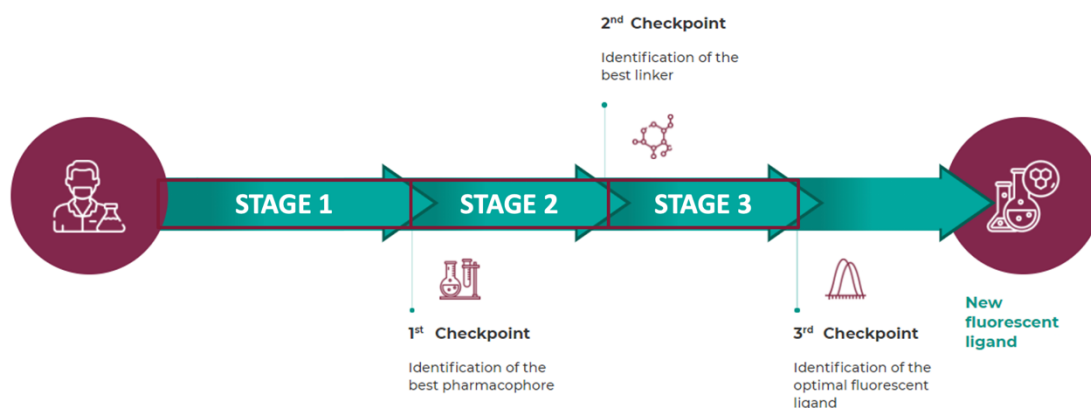 2nd Checkpoint
Identification of the
best linker
STAGE 1
STAGE 2
STAGE 3
1st Checkpoint
Identification of the
best pharmacophore
3rd Checkpoint
Identification of the
optimal fluorescent
ligand
New
fluorescent
ligand